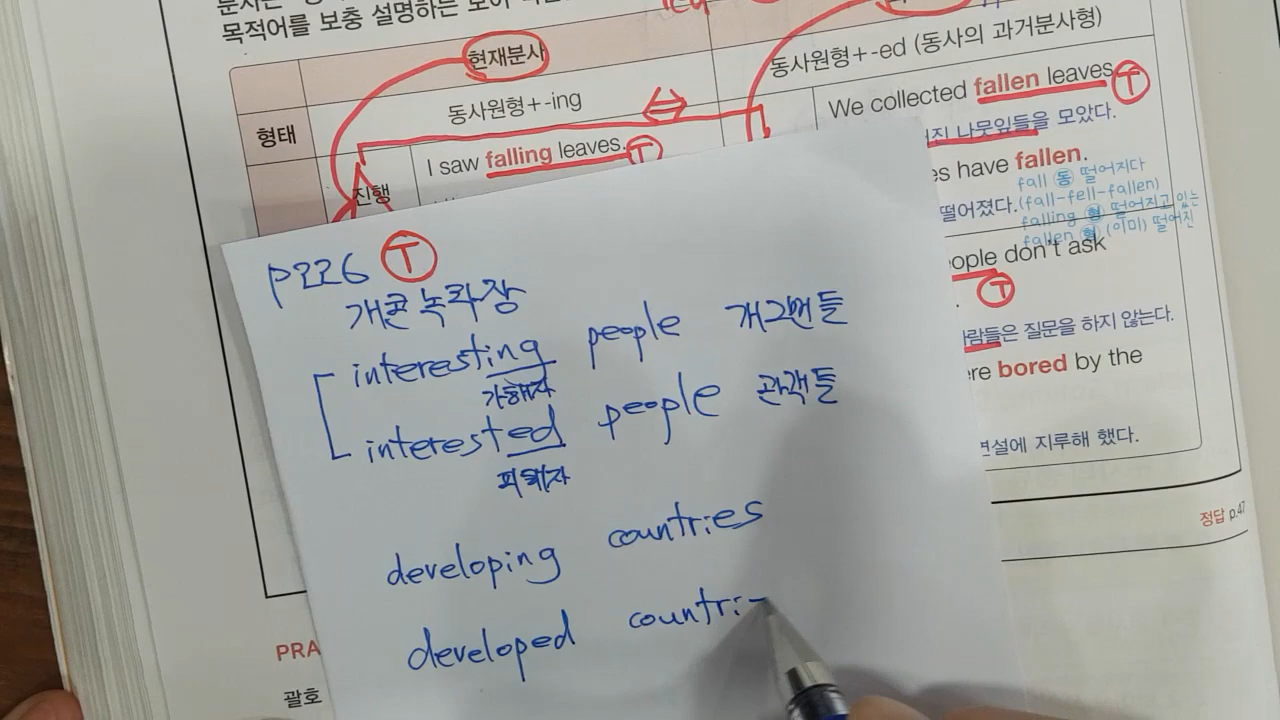 목적어를 보충 설명하는 보어
현재분사
동사원형+-ed (동사의 과거분사형)
동사원형+-ing
형태
We collected fallen leaves. T
진 나뭇잎들을 모았다.
진행
I saw falling leaves. T
es have fallen.
떨어졌다.
fall 동 떨어지다
(fall-fell-fallen)
falling 형 떨어지고 있는
fallen 형 (이미) 떨어진
ople don't ask
T
람들은 질문을 하지 않는다.
ere bored by the
연설에 지루해 했다.
정답 p.47
p226 T
개콘 녹화장
interesting people 개그맨들
가해자
interested people 관객들
피해자
developing countries
developed countri
PRA
괄호